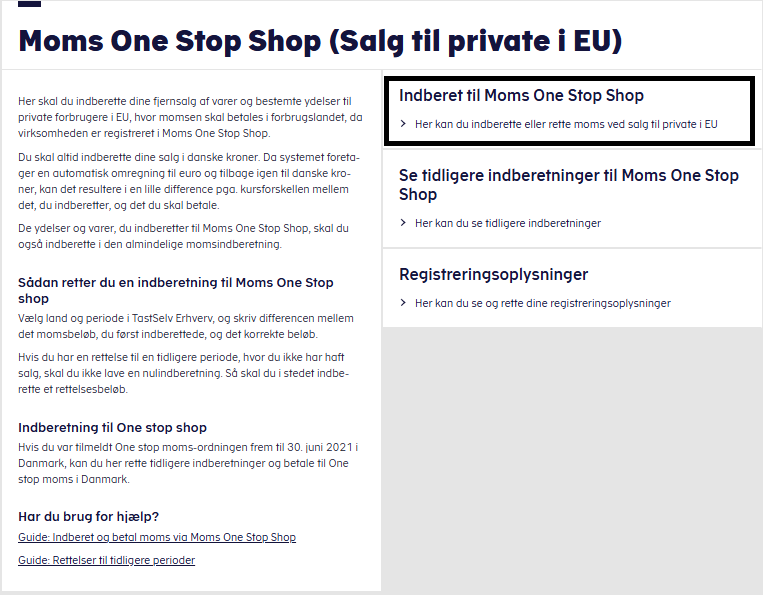 Moms One Stop Shop (Salg til private i EU)
Her skal du indberette dine fjernsalg af varer og bestemte ydelser til
private forbrugere i EU, hvor momsen skal betales i forbrugslandet, da
virksomheden er registreret i Moms One Stop Shop.
Du skal altid indberette dine salg i danske kroner. Da systemet foreta-
ger en automatisk omregning til euro og tilbage igen til danske kro-
ner, kan det resultere i en lille difference pga. kursforskellen mellem
det, du indberetter, og det du skal betale.
De ydelser og varer, du indberetter til Moms One Stop Shop, skal du
også indberette i den almindelige momsindberetning.
Sådan retter du en indberetning til Moms One Stop
shop
Vælg land og periode i TastSelv Erhverv, og skriv differencen mellem
det momsbeløb, du først indberettede, og det korrekte beløb.
Hvis du har en rettelse til en tidligere periode, hvor du ikke har haft
salg, skal du ikke lave en nulindberetning. Så skal du i stedet indbe-
rette et rettelsesbeløb.
Indberetning til One stop shop
Hvis du var tilmeldt One stop moms-ordningen frem til 30. juni 2021 i
Danmark, kan du her rette tidligere indberetninger og betale til One
stop moms i Danmark.
Har du brug for hjælp?
Guide: Indberet og betal moms via Moms One Stop Shop
Guide: Rettelser til tidligere perioder
Indberet til Moms One Stop Shop
Her kan du indberette eller rette moms ved salg til private i EU
Se tidligere indberetninger til Moms One Stop
Shop
Her kan du se tidligere indberetninger
Registreringsoplysninger
Her kan du se og rette dine registreringsoplysninger